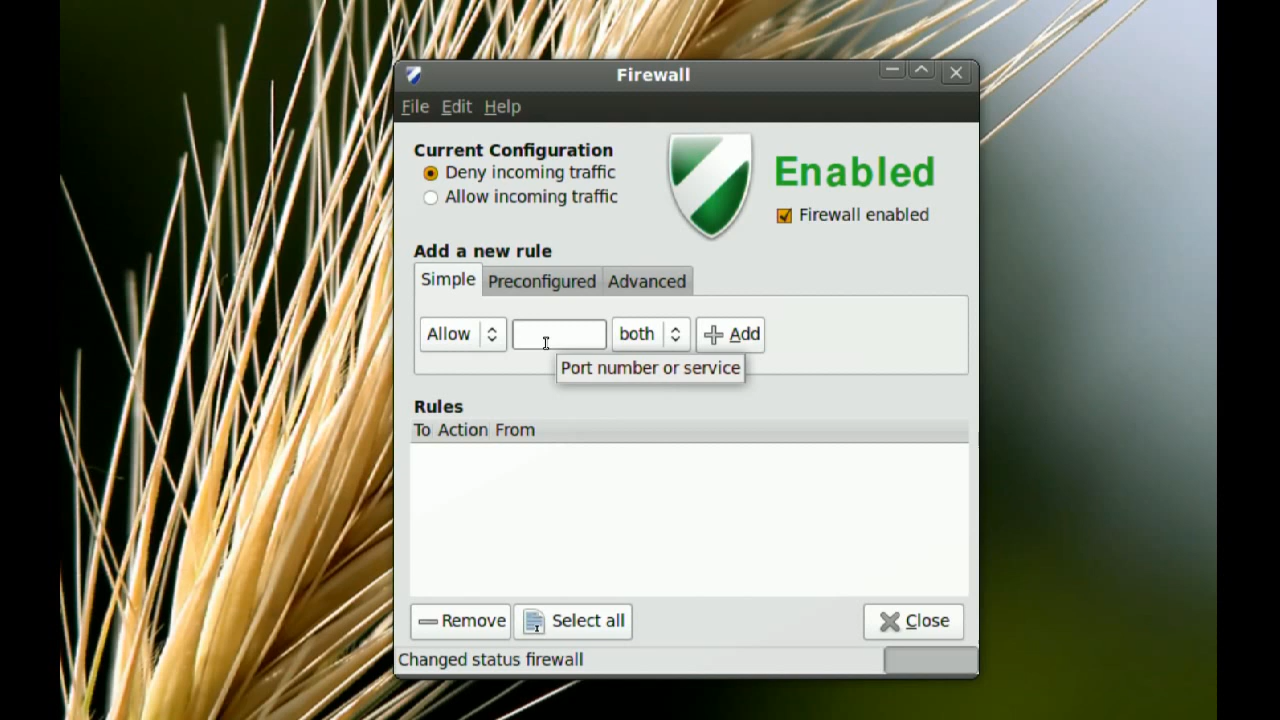 Firewall
File Edit Help
Current Configuration
Deny incoming traffic
Allow incoming traffic
Enabled
Firewall enabled
Add a new rule
Simple Preconfigured Advanced
Allow both Add
Port number or service
Rules
To Action From
Remove Select all Close
Changed status firewall